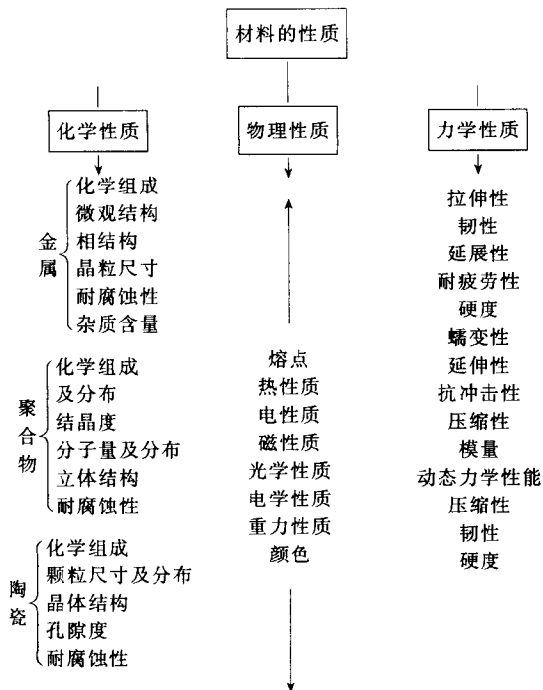 材料的性质
化学性质
物理性质
力学性质
金属
化学组成
微观结构
相结构
晶粒尺寸
耐腐蚀性
杂质含量
聚合物
化学组成
及分布
结晶度
分子量及分布
立体结构
耐腐蚀性
陶瓷
化学组成
颗粒尺寸及分布
晶体结构
孔隙度
耐腐蚀性
熔点
热性质
电性质
磁性质
光学性质
电学性质
重力性质
颜色
拉伸性
韧性
延展性
耐疲劳性
硬度
蠕变性
延伸性
抗冲击性
压缩性
模量
动态力学性能
压缩性
韧性
硬度